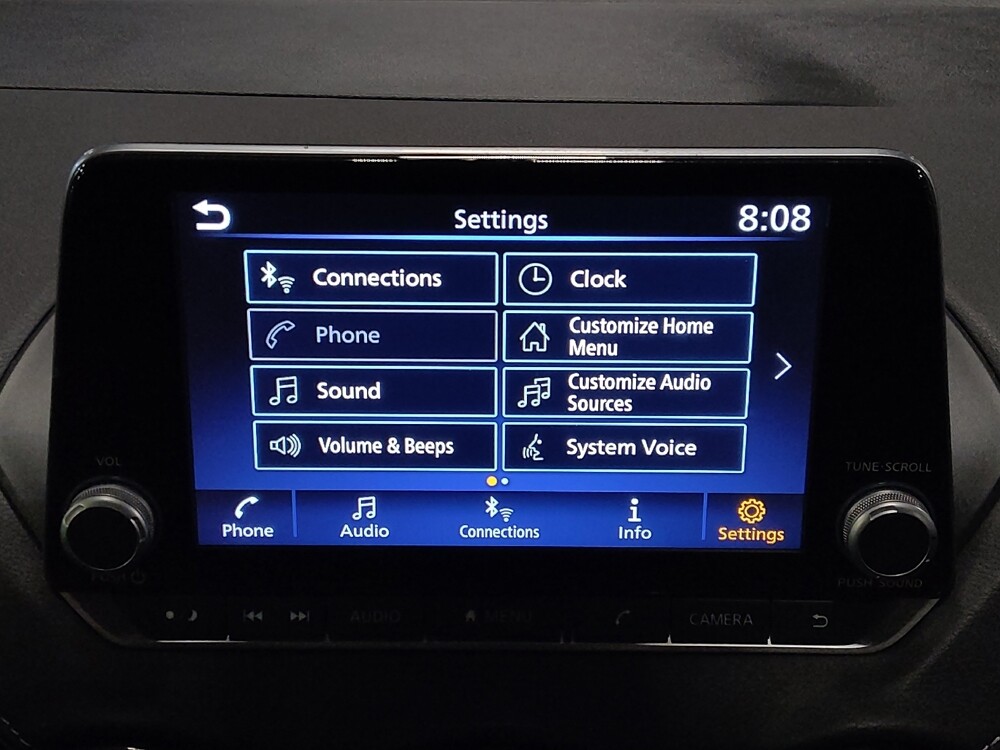 Settings
8:08
Connections
Clock
Phone
Customize Home
Menu
Sound
Customize Audio
Sources
Volume & Beeps
System Voice
Phone
Audio
Connections
Info
Settings
VOL
PUSH
TUNE·SCROLL
PUSH SOUND
AUDIO
MENU
CAMERA